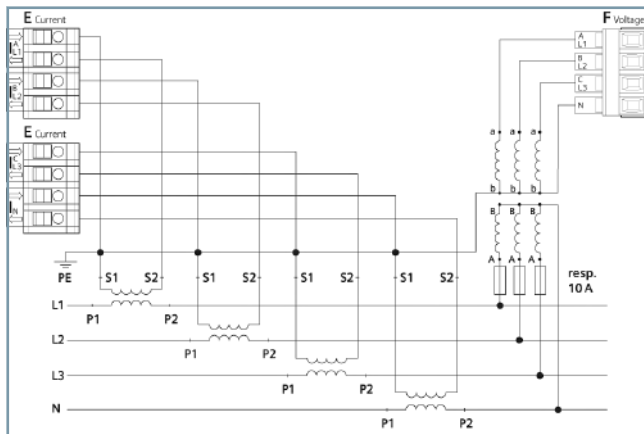 E Current
I A L1
I B L2
E Current
I C L3
I N
F Voltage
A L1
B L2
C L3
N
a a a
b b b
B B B
A A A
resp.
10 A
PE S1 S2 S1 S2 S1 S2 S1 S2
L1 P1 P2
L2 P1 P2
L3 P1 P2
N P1 P2